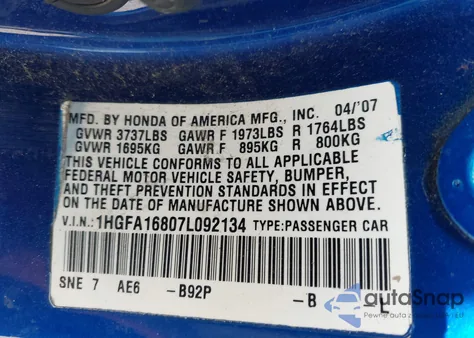 MFD. BY HONDA OF AMERICA MFG., INC. 04/'07
GVWR 3737LBS GAWR F 1973LBS R 1764LBS
GVWR 1695KG GAWR F 895KG R 800KG
THIS VEHICLE CONFORMS TO ALL APPLICABLE
FEDERAL MOTOR VEHICLE SAFETY, BUMPER,
AND THEFT PREVENTION STANDARDS IN EFFECT
ON THE DATE OF MANUFACTURE SHOWN ABOVE.
V.I.N.: 1HGFA16807L092134 TYPE:PASSENGER CAR
SNE 7 AE6 -B92P -B -L
autoSnap